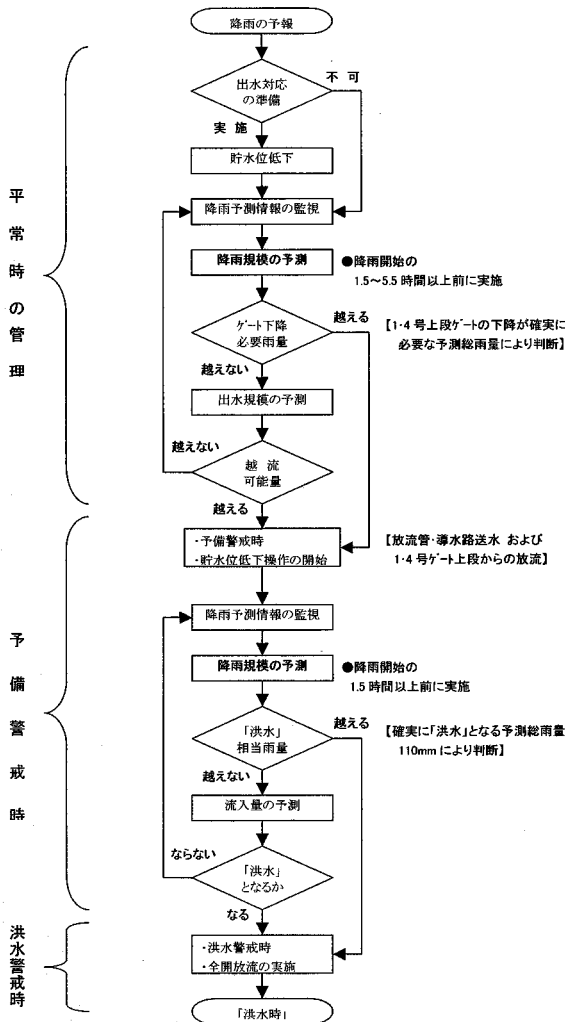 降雨の予報
出水対応
の準備
不 可
実 施
貯水位低下
降雨予測情報の監視
降雨規模の予測
●降雨開始の
1.5～5.5時間以上前に実施
ゲート下降
必要雨量
越える
【1・4号上段ゲートの下降が確実に
必要な予測総雨量により判断】
越えない
出水規模の予測
越えない
越 流
可能量
越える
平常時の管理
・予備警戒時
・貯水位低下操作の開始
【放流管・導水路送水 および
1・4号ゲート上段からの放流】
降雨予測情報の監視
降雨規模の予測
●降雨開始の
1.5時間以上前に実施
「洪水」
相当雨量
越える
【確実に「洪水」となる予測総雨量
110mmにより判断】
越えない
流入量の予測
ならない
「洪水」
となるか
なる
予備警戒時
・洪水警戒時
・全開放流の実施
洪水警戒時
「洪水時」